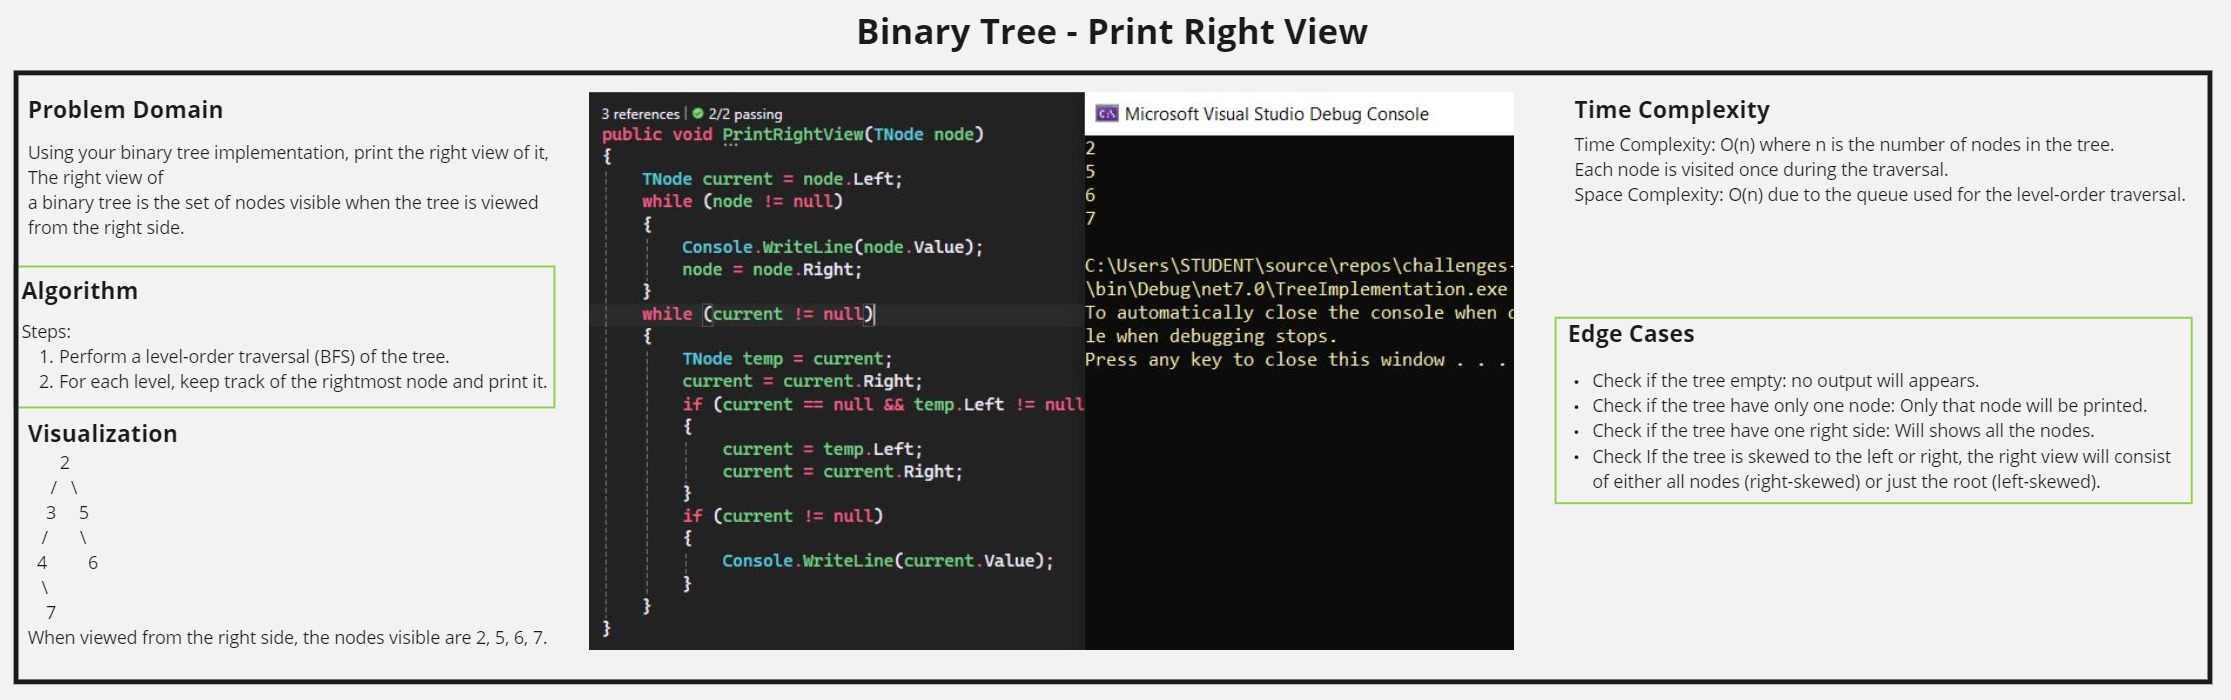 Binary Tree - Print Right View
Problem Domain
Using your binary tree implementation, print the right view of it,
The right view of
a binary tree is the set of nodes visible when the tree is viewed
from the right side.
Algorithm
Steps:
1. Perform a level-order traversal (BFS) of the tree.
2. For each level, keep track of the rightmost node and print it.
Visualization
2
/ \
3 5
/ \
4 6
\
7
When viewed from the right side, the nodes visible are 2, 5, 6, 7.
3 references | 2/2 passing
public void PrintRightView(TNode node)
{
TNode current = node.Left;
while (node != null)
{
Console.WriteLine(node.Value);
node = node.Right;
}
while (current != null)
{
TNode temp = current;
current = current.Right;
if (current == null && temp.Left != null
{
current = temp.Left;
current = current.Right;
}
if (current != null)
{
Console.WriteLine(current.Value);
}
}
}
C:\
Microsoft Visual Studio Debug Console
2
5
6
7
C:\Users\STUDENT\source\repos\challenges-
\bin\Debug\net7.0\TreeImplementation.exe
To automatically close the console when
le when debugging stops.
Press any key to close this window . . .
Time Complexity
Time Complexity: O(n) where n is the number of nodes in the tree.
Each node is visited once during the traversal.
Space Complexity: O(n) due to the queue used for the level-order traversal.
Edge Cases
• Check if the tree empty: no output will appears.
• Check if the tree have only one node: Only that node will be printed.
• Check if the tree have one right side: Will shows all the nodes.
• Check If the tree is skewed to the left or right, the right view will consist
of either all nodes (right-skewed) or just the root (left-skewed).